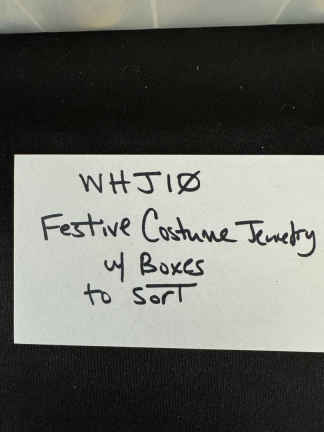 WHJ10
Festive Costume Jewelry
w/ Boxes
to sort